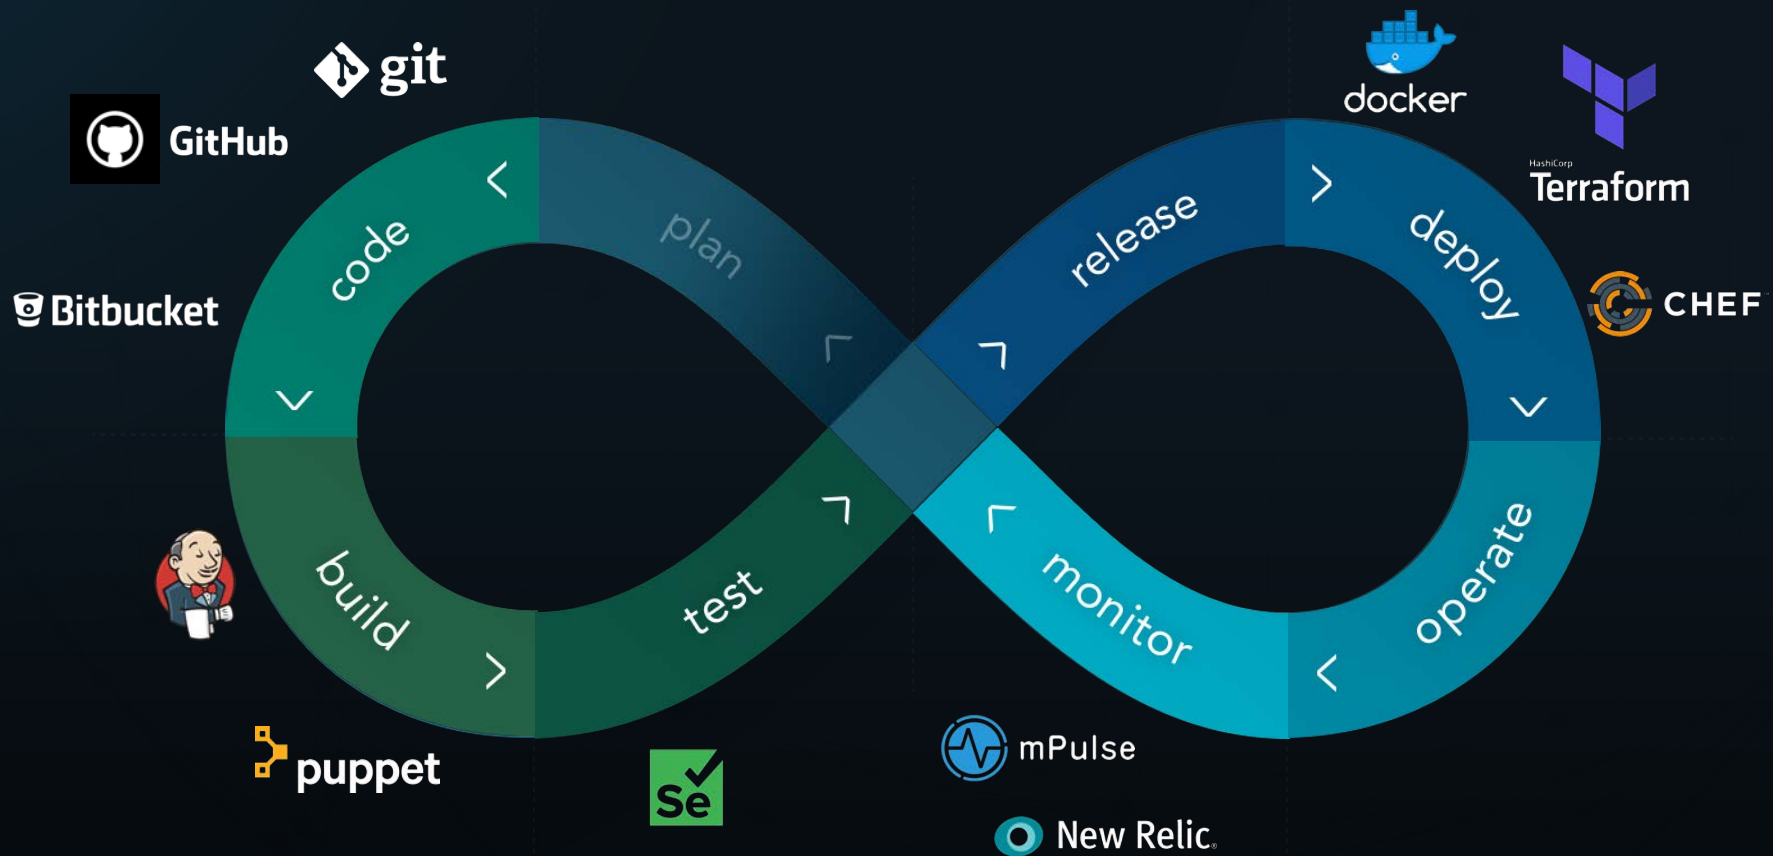 git
GitHub
Bitbucket
code
plan
build
test
puppet
Se
docker
HashiCorp
Terraform
CHEF
release
deploy
operate
monitor
mPulse
New Relic